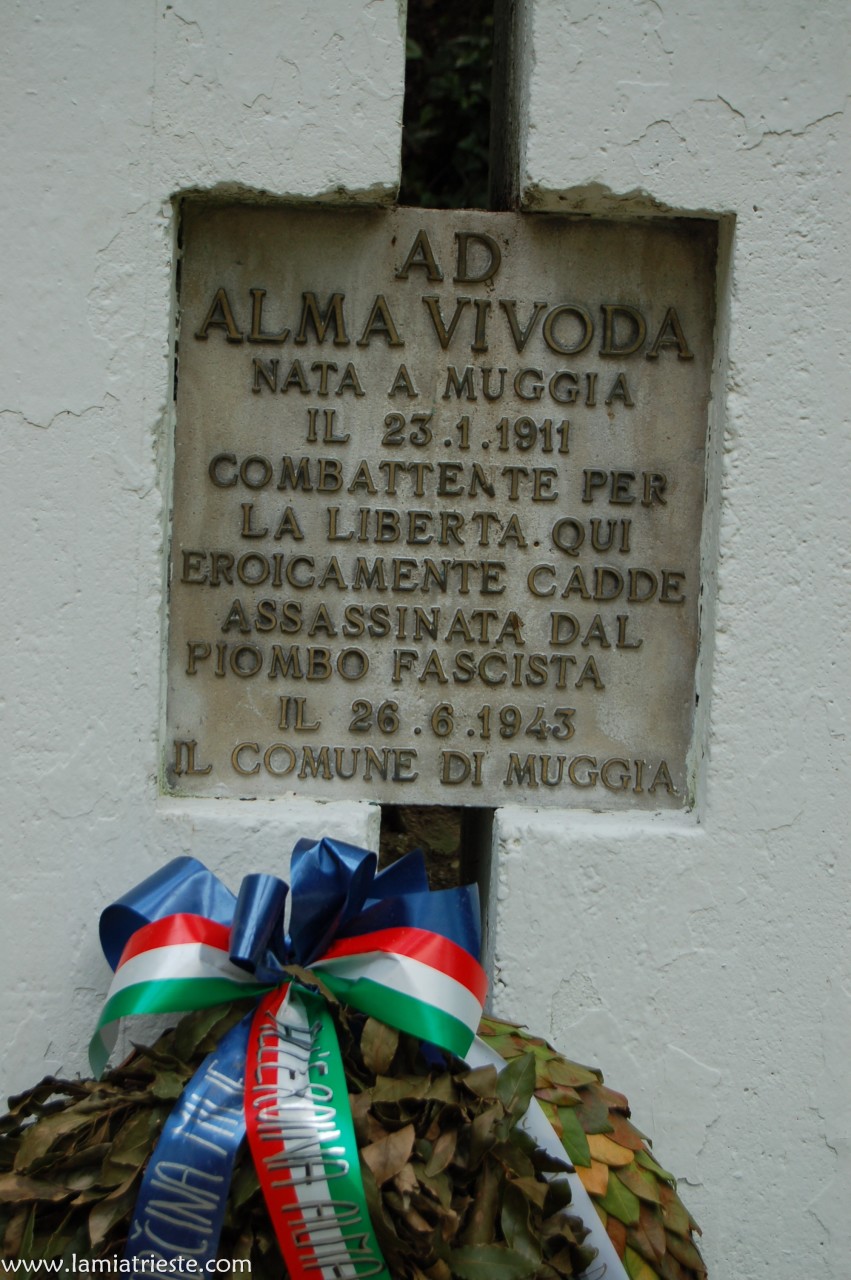 AD
ALMA VIVODA
NATA A MUGGIA
IL 23.1.1911
COMBATTENTE PER
LA LIBERTA. QUI
EROICAMENTE CADDE
ASSASSINATA DAL
PIOMBO FASCISTA
IL 26.6.1943
IL COMUNE DI MUGGIA
MILJE
www.lamiatrieste.com